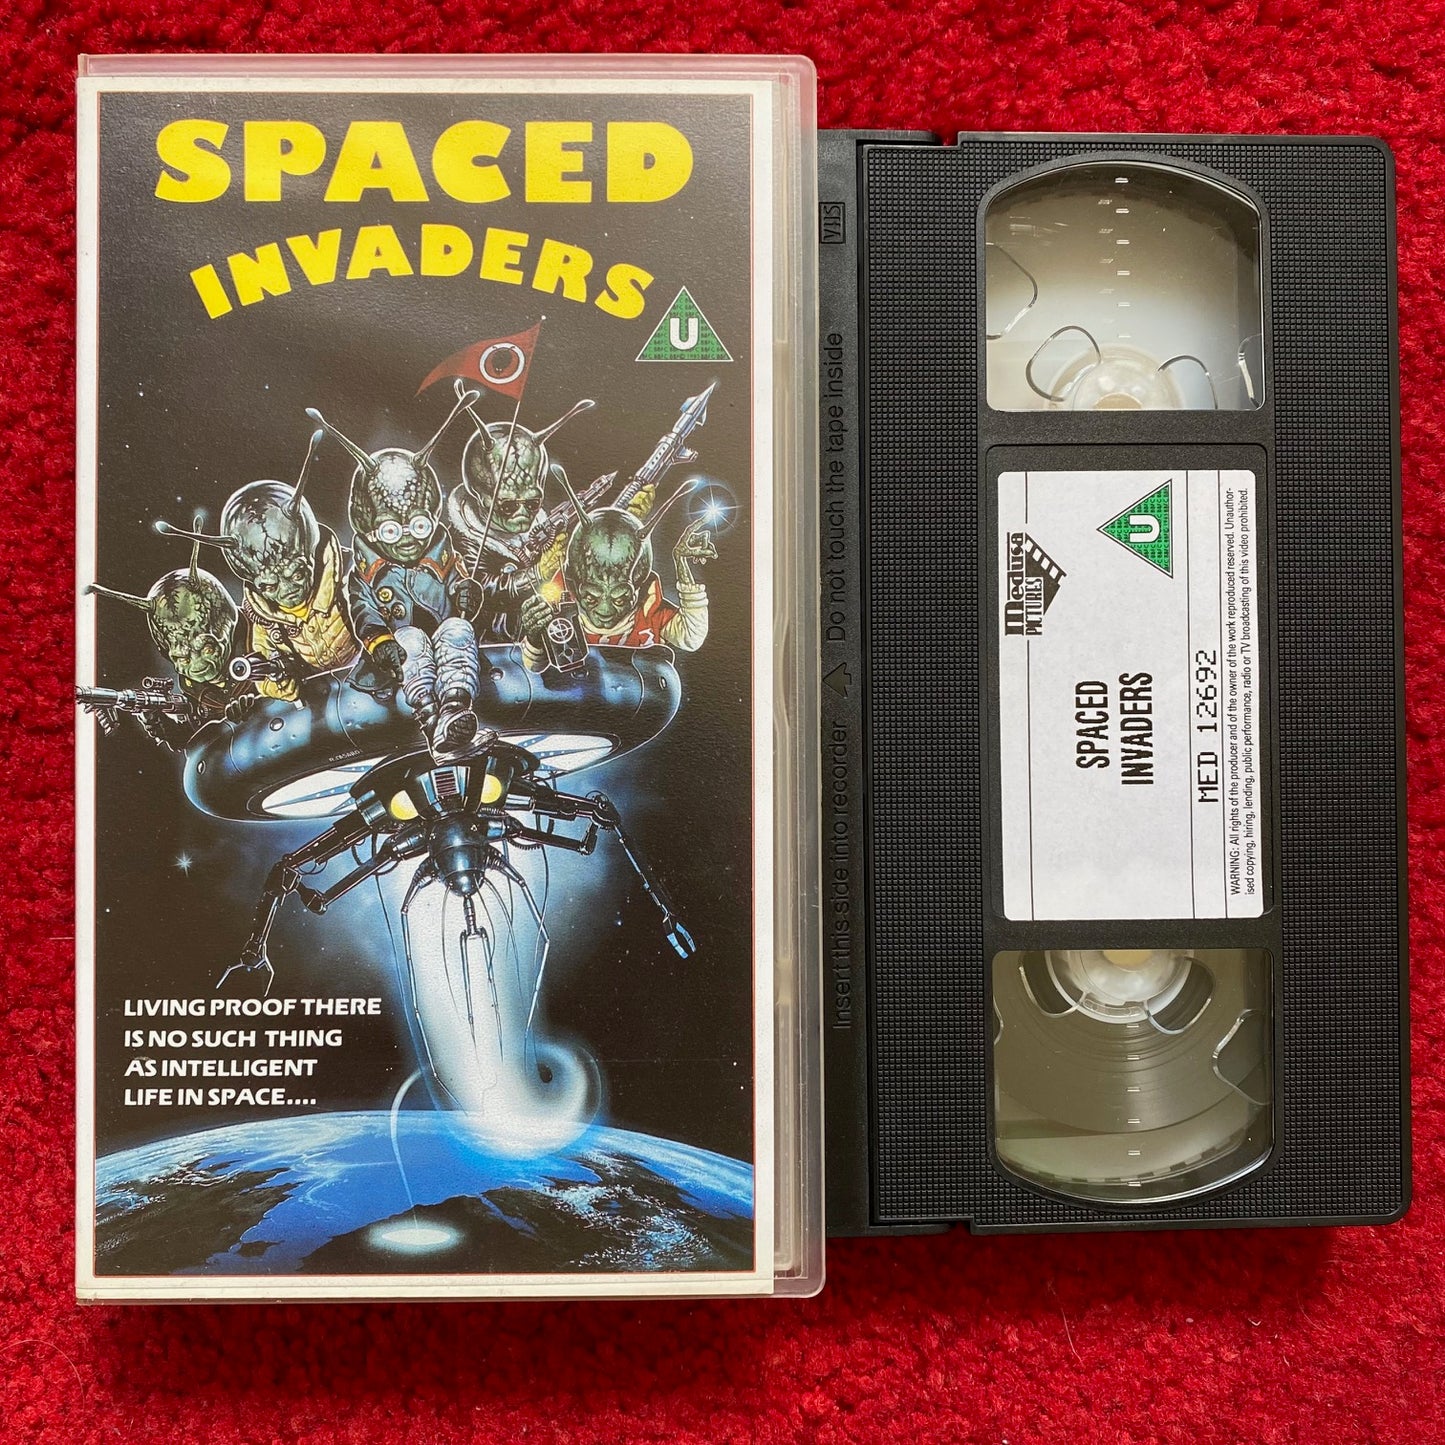 SPACED
INVADERS
U
LIVING PROOF THERE
IS NO SUCH THING
AS INTELLIGENT
LIFE IN SPACE....
VHS
Insert this side into recorder
Do not touch the tape inside
Medusa
PICTURES
U
SPACED
INVADERS
MED 12692
WARNING: All rights of the producer and of the owner of the work reproduced reserved. Unauthor-
ised copying, hiring, lending, public performance, radio or TV broadcasting of this video prohibited.